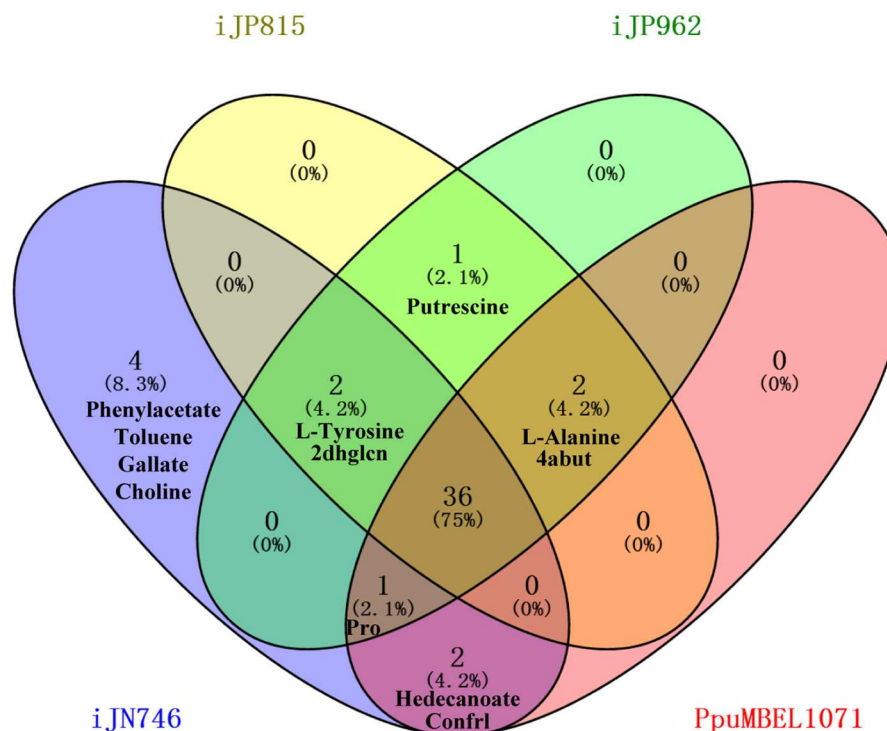 iJP815
iJP962
0
(0%)
0
(0%)
0
(0%)
1
(2.1%)
Putrescine
0
(0%)
4
(8.3%)
Phenylacetate
Toluene
Gallate
Choline
2
(4.2%)
L-Tyrosine
2dhglcn
2
(4.2%)
L-Alanine
4abut
0
(0%)
36
(75%)
0
(0%)
0
(0%)
1
(2.1%)
Pro
0
(0%)
2
(4.2%)
Hedecanoate
Confrl
iJN746
PpuMBEL1071